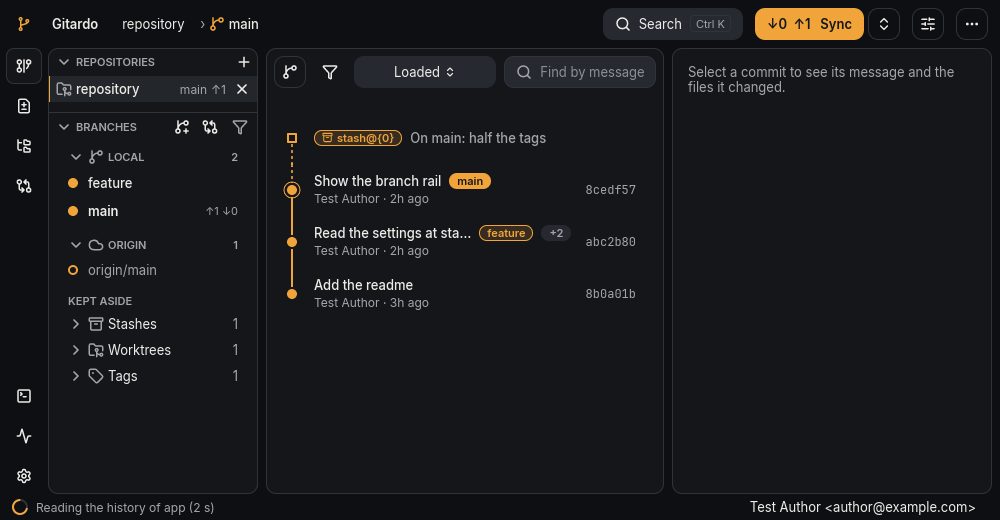 Gitardo repository › main
Search Ctrl K
↓0 ↑1 Sync
REPOSITORIES
repository main ↑1
BRANCHES
LOCAL 2
feature
main ↑1 ↓0
ORIGIN 1
origin/main
KEPT ASIDE
Stashes 1
Worktrees 1
Tags 1
Loaded
Find by message
stash@{0} On main: half the tags
Show the branch rail main
Test Author · 2h ago 8cedf57
Read the settings at sta... feature +2
Test Author · 2h ago abc2b80
Add the readme
Test Author · 3h ago 8b0a01b
Select a commit to see its message and the
files it changed.
Reading the history of app (2 s)
Test Author <author@example.com>